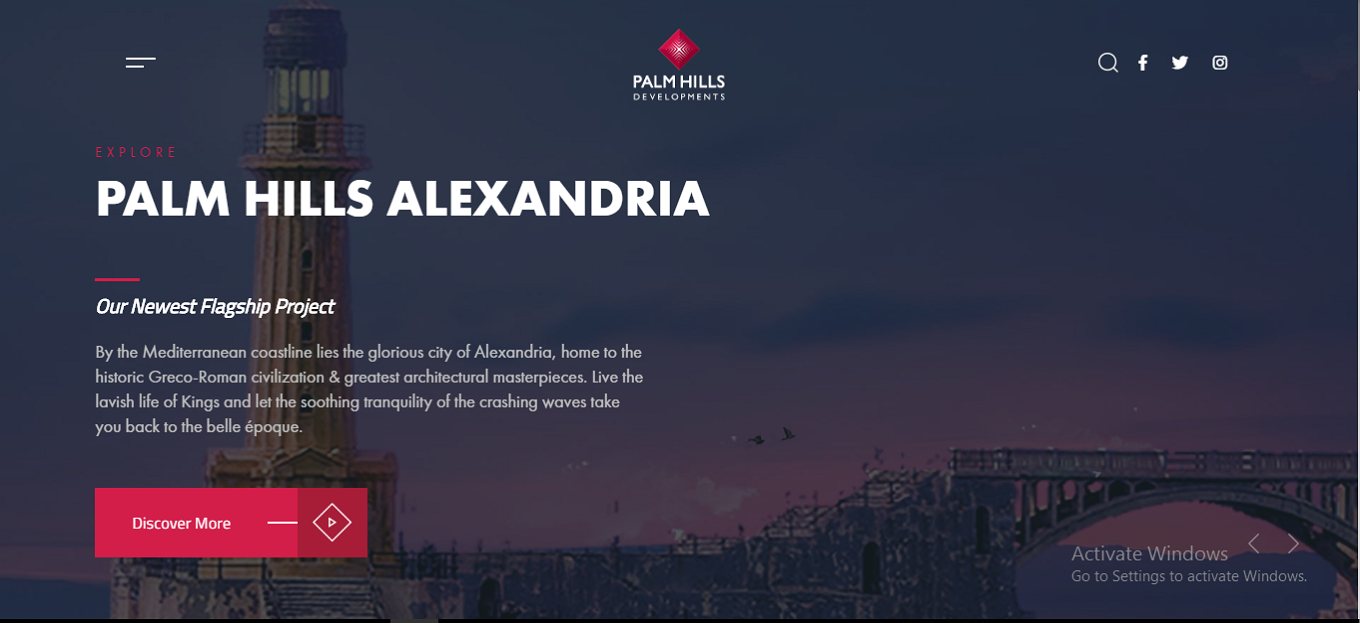 PALM HILLS
DEVELOPMENTS
EXPLORE
PALM HILLS ALEXANDRIA
Our Newest Flagship Project
By the Mediterranean coastline lies the glorious city of Alexandria, home to the
historic Greco-Roman civilization & greatest architectural masterpieces. Live the
lavish life of Kings and let the soothing tranquility of the crashing waves take
you back to the belle époque.
Discover More
Activate Windows
Go to Settings to activate Windows.